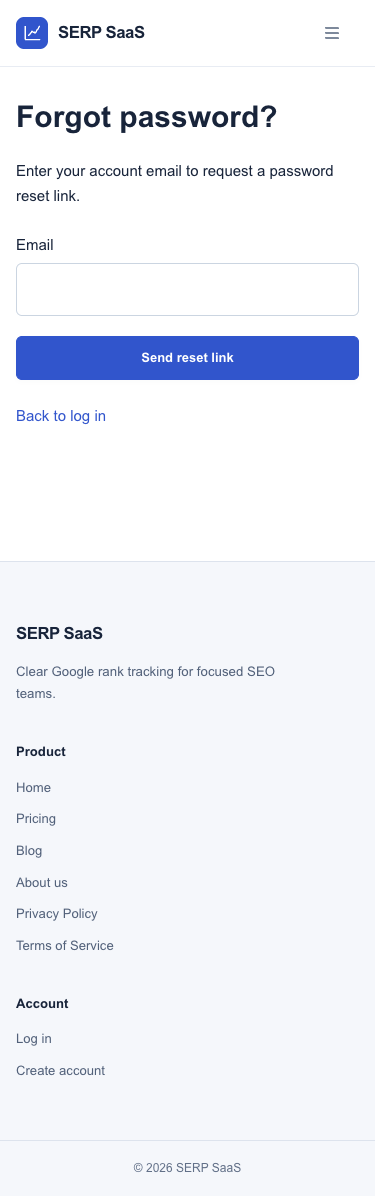 SERP SaaS
Forgot password?
Enter your account email to request a password
reset link.
Email
Send reset link
Back to log in
SERP SaaS
Clear Google rank tracking for focused SEO
teams.
Product
Home
Pricing
Blog
About us
Privacy Policy
Terms of Service
Account
Log in
Create account
© 2026 SERP SaaS